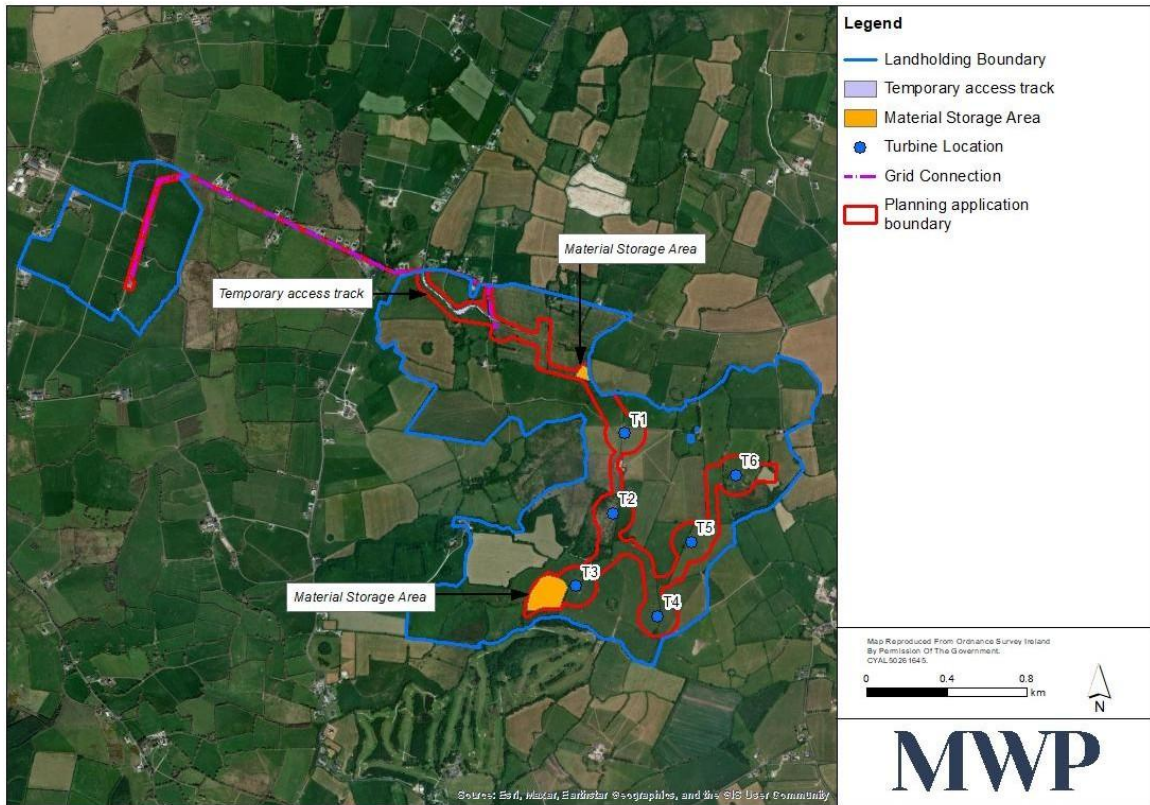 Legend
Landholding Boundary
Temporary access track
Material Storage Area
Turbine Location
Grid Connection
Planning application
boundary
Material Storage Area
Temporary access track
T1
T6
T2
T5
T3
Material Storage Area
T4
Map Reproduced From Ordnance Survey Ireland
By Permission Of The Government.
CYAL50261645.
0 0.4 0.8
km
N
MWP
Source: Esri, Maxar, Earthstar Geographics, and the GIS User Community